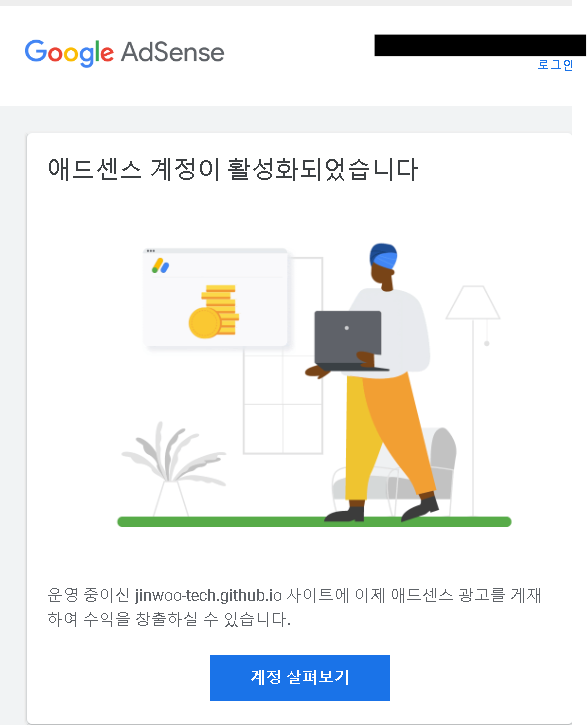 Google AdSense
로그인
애드센스 계정이 활성화되었습니다
운영 중이신 jinwoo-tech.github.io 사이트에 이제 애드센스 광고를 게재
하여 수익을 창출하실 수 있습니다.
계정 살펴보기